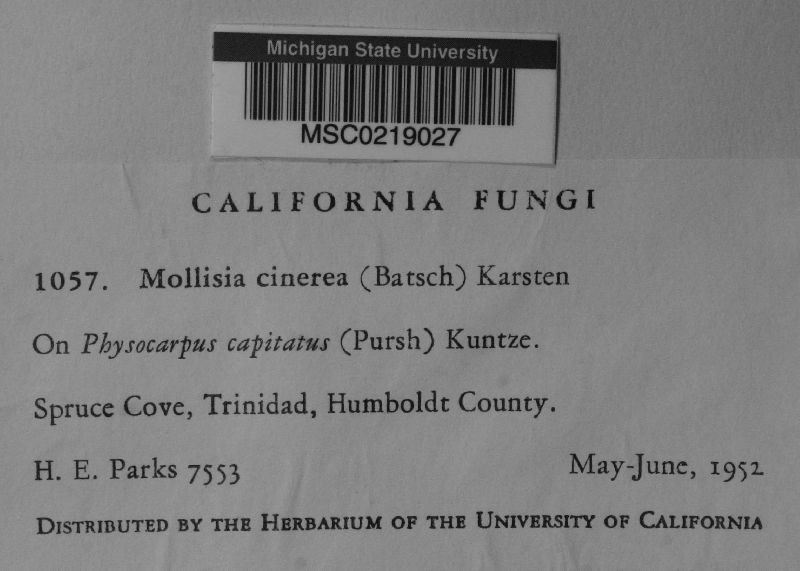 Michigan State University
MSC0219027
CALIFORNIA FUNGI
1057. Mollisia cinerea (Batsch) Karsten
On Physocarpus capitatus (Pursh) Kuntze.
Spruce Cove, Trinidad, Humboldt County.
H. E. Parks 7553 May-June, 1952
DISTRIBUTED BY THE HERBARIUM OF THE UNIVERSITY OF CALIFORNIA